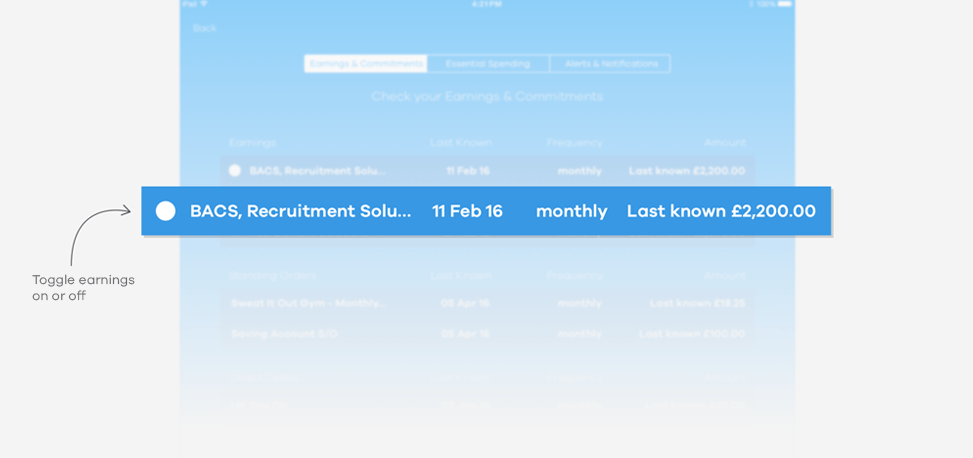 iPad 4:21PM 100%
Back
Earnings & Commitments Essential Spending Alerts & Notifications
Check your Earnings & Commitments
Earnings Last Known Frequency Amount
BACS, Recruitment Solu... 11 Feb 16 monthly Last known £2,200.00
BACS, Recruitment Solu... 11 Feb 16 monthly Last known £2,200.00
Toggle earnings
on or off
Standing Orders Last Known Frequency Amount
Sweat It Out Gym - Monthly... 05 Apr 16 monthly Last known £18.25
Saving Account S/O 05 Apr 16 monthly Last known £100.00